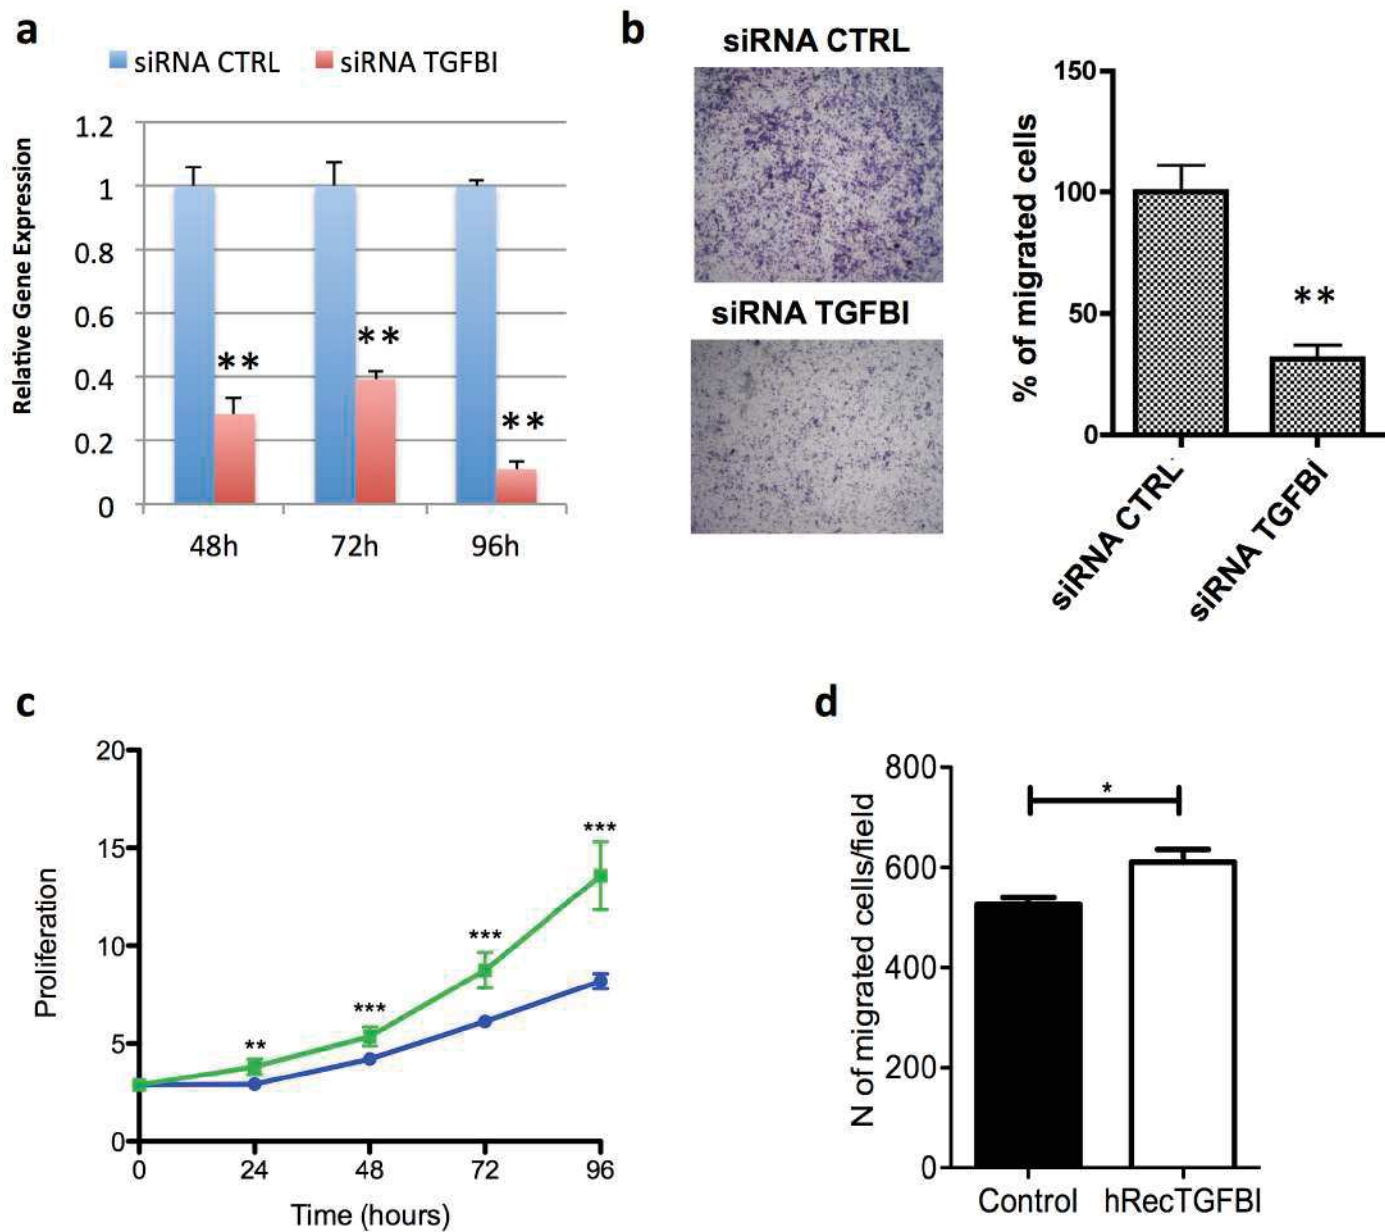 a
siRNA CTRL siRNA TGFBI
Relative Gene Expression
1.2
1
0.8
0.6
0.4
0.2
0
**
**
**
48h 72h 96h
b
siRNA CTRL
siRNA TGFBI
% of migrated cells
150
100
50
0
**
siRNA CTRL
siRNA TGFBI
c
Proliferation
20
15
10
5
0
**
***
***
***
0 24 48 72 96
Time (hours)
d
N of migrated cells/field
800
600
400
200
0
*
Control hRecTGFBI